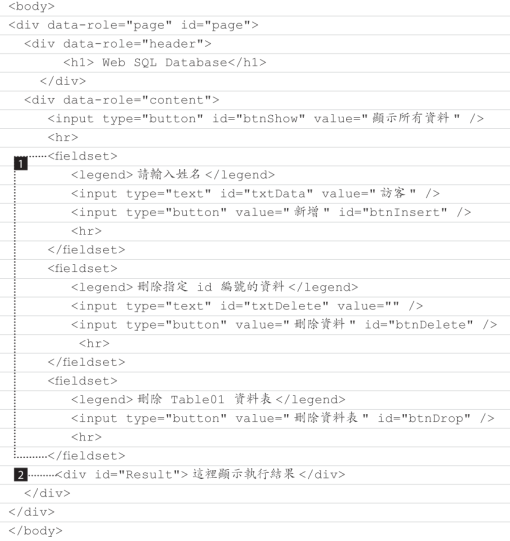 <body>
<div data-role="page" id="page">
<div data-role="header">
<h1> Web SQL Database</h1>
</div>
<div data-role="content">
<input type="button" id="btnShow" value=" 顯示所有資料 " />
<hr>
1 <fieldset>
<legend> 請輸入姓名 </legend>
<input type="text" id="txtData" value=" 訪客 " />
<input type="button" value=" 新增 " id="btnInsert" />
<hr>
</fieldset>
<fieldset>
<legend> 刪除指定 id 編號的資料 </legend>
<input type="text" id="txtDelete" value="" />
<input type="button" value=" 刪除資料 " id="btnDelete" />
<hr>
</fieldset>
<fieldset>
<legend> 刪除 Table01 資料表 </legend>
<input type="button" value=" 刪除資料表 " id="btnDrop" />
<hr>
</fieldset>
2 <div id="Result"> 這裡顯示執行結果 </div>
</div>
</div>
</body>